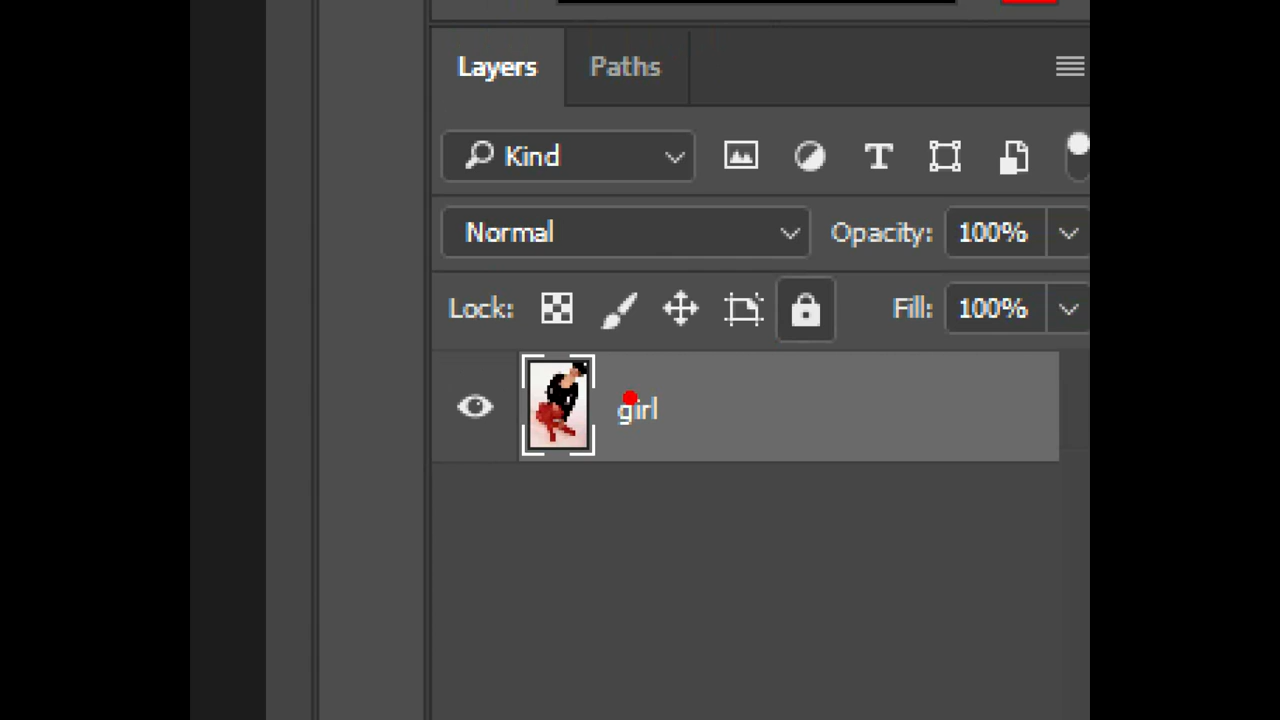 Layers Paths
Kind T
Normal Opacity: 100%
Lock: Fill: 100%
girl